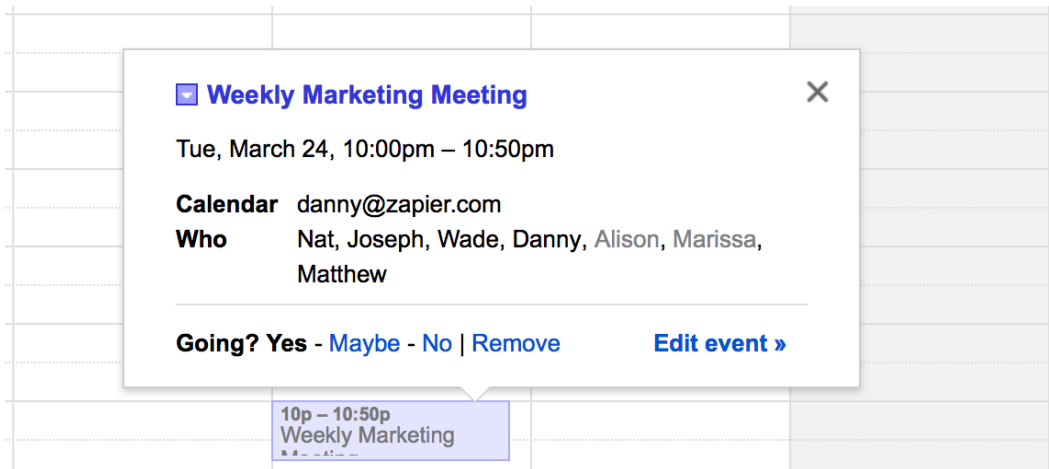 Weekly Marketing Meeting
Tue, March 24, 10:00pm – 10:50pm
Calendar danny@zapier.com
Who Nat, Joseph, Wade, Danny, Alison, Marissa,
Matthew
Going? Yes - Maybe - No | Remove Edit event »
10p – 10:50p
Weekly Marketing
Meeting